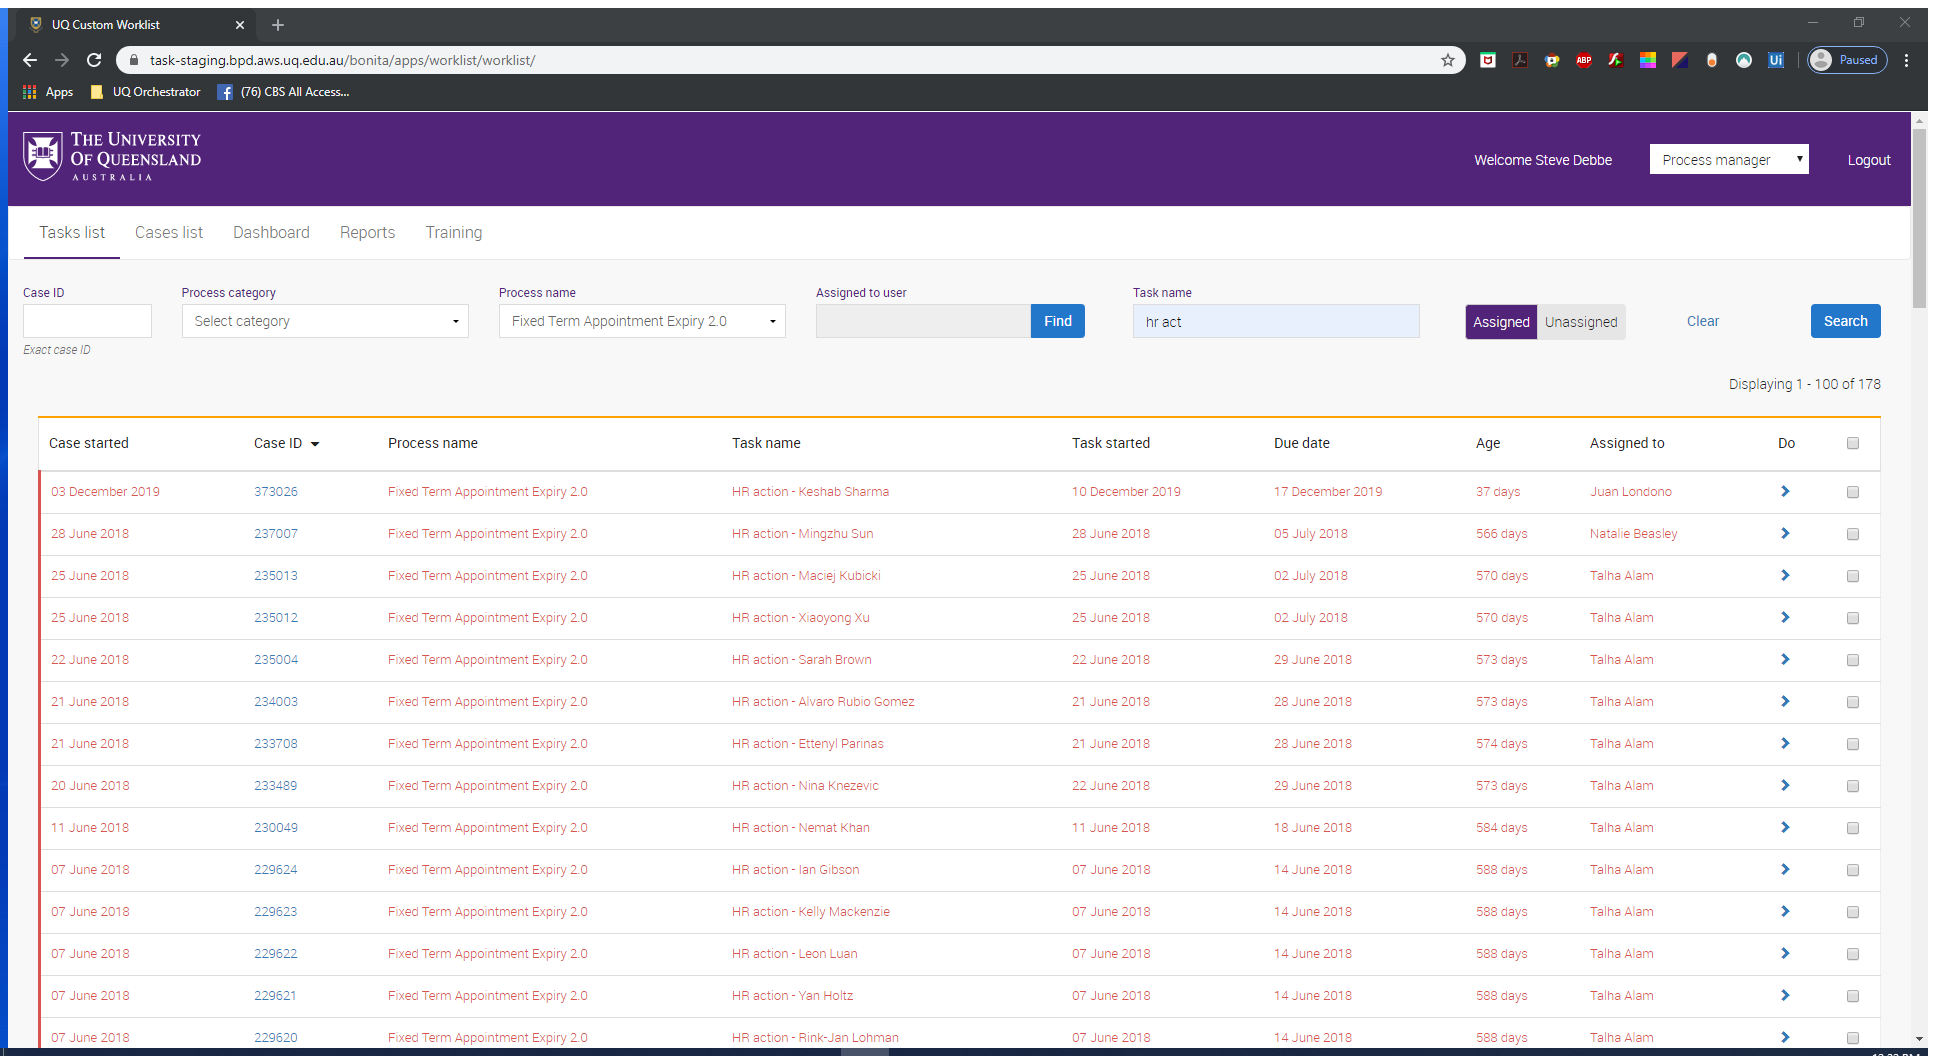 UQ Custom Worklist
task-staging.bpd.aws.uq.edu.au/bonita/apps/worklist/worklist/
ABP
Ui
Paused
Apps UQ Orchestrator (76) CBS All Access...
THE UNIVERSITY
OF QUEENSLAND
AUSTRALIA
Welcome Steve Debbe Process manager Logout
Tasks list Cases list Dashboard Reports Training
Case ID Process category Process name Assigned to user Task name
Select category Fixed Term Appointment Expiry 2.0 Find hr act Assigned Unassigned Clear Search
Exact case ID
Displaying 1 - 100 of 178
Case started Case ID Process name Task name Task started Due date Age Assigned to Do
03 December 2019 373026 Fixed Term Appointment Expiry 2.0 HR action - Keshab Sharma 10 December 2019 17 December 2019 37 days Juan Londono
28 June 2018 237007 Fixed Term Appointment Expiry 2.0 HR action - Mingzhu Sun 28 June 2018 05 July 2018 566 days Natalie Beasley
25 June 2018 235013 Fixed Term Appointment Expiry 2.0 HR action - Maciej Kubicki 25 June 2018 02 July 2018 570 days Talha Alam
25 June 2018 235012 Fixed Term Appointment Expiry 2.0 HR action - Xiaoyong Xu 25 June 2018 02 July 2018 570 days Talha Alam
22 June 2018 235004 Fixed Term Appointment Expiry 2.0 HR action - Sarah Brown 22 June 2018 29 June 2018 573 days Talha Alam
21 June 2018 234003 Fixed Term Appointment Expiry 2.0 HR action - Alvaro Rubio Gomez 21 June 2018 28 June 2018 573 days Talha Alam
21 June 2018 233708 Fixed Term Appointment Expiry 2.0 HR action - Ettenyl Parinas 21 June 2018 28 June 2018 574 days Talha Alam
20 June 2018 233489 Fixed Term Appointment Expiry 2.0 HR action - Nina Knezevic 22 June 2018 29 June 2018 573 days Talha Alam
11 June 2018 230049 Fixed Term Appointment Expiry 2.0 HR action - Nemat Khan 11 June 2018 18 June 2018 584 days Talha Alam
07 June 2018 229624 Fixed Term Appointment Expiry 2.0 HR action - Ian Gibson 07 June 2018 14 June 2018 588 days Talha Alam
07 June 2018 229623 Fixed Term Appointment Expiry 2.0 HR action - Kelly Mackenzie 07 June 2018 14 June 2018 588 days Talha Alam
07 June 2018 229622 Fixed Term Appointment Expiry 2.0 HR action - Leon Luan 07 June 2018 14 June 2018 588 days Talha Alam
07 June 2018 229621 Fixed Term Appointment Expiry 2.0 HR action - Yan Holtz 07 June 2018 14 June 2018 588 days Talha Alam
07 June 2018 229620 Fixed Term Appointment Expiry 2.0 HR action - Rink-Jan Lohman 07 June 2018 14 June 2018 588 days Talha Alam